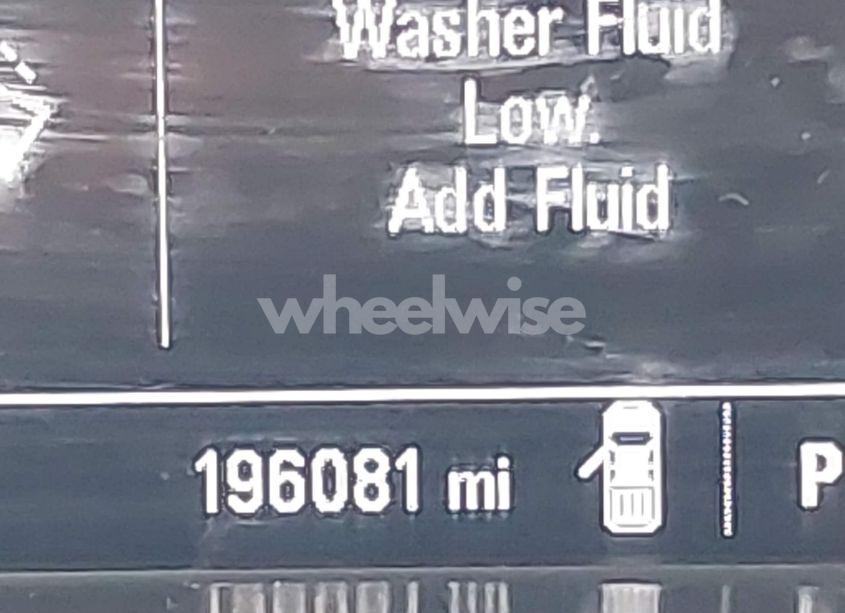 Washer Fluid
Low.
Add Fluid
wheelwise
196081 mi
P